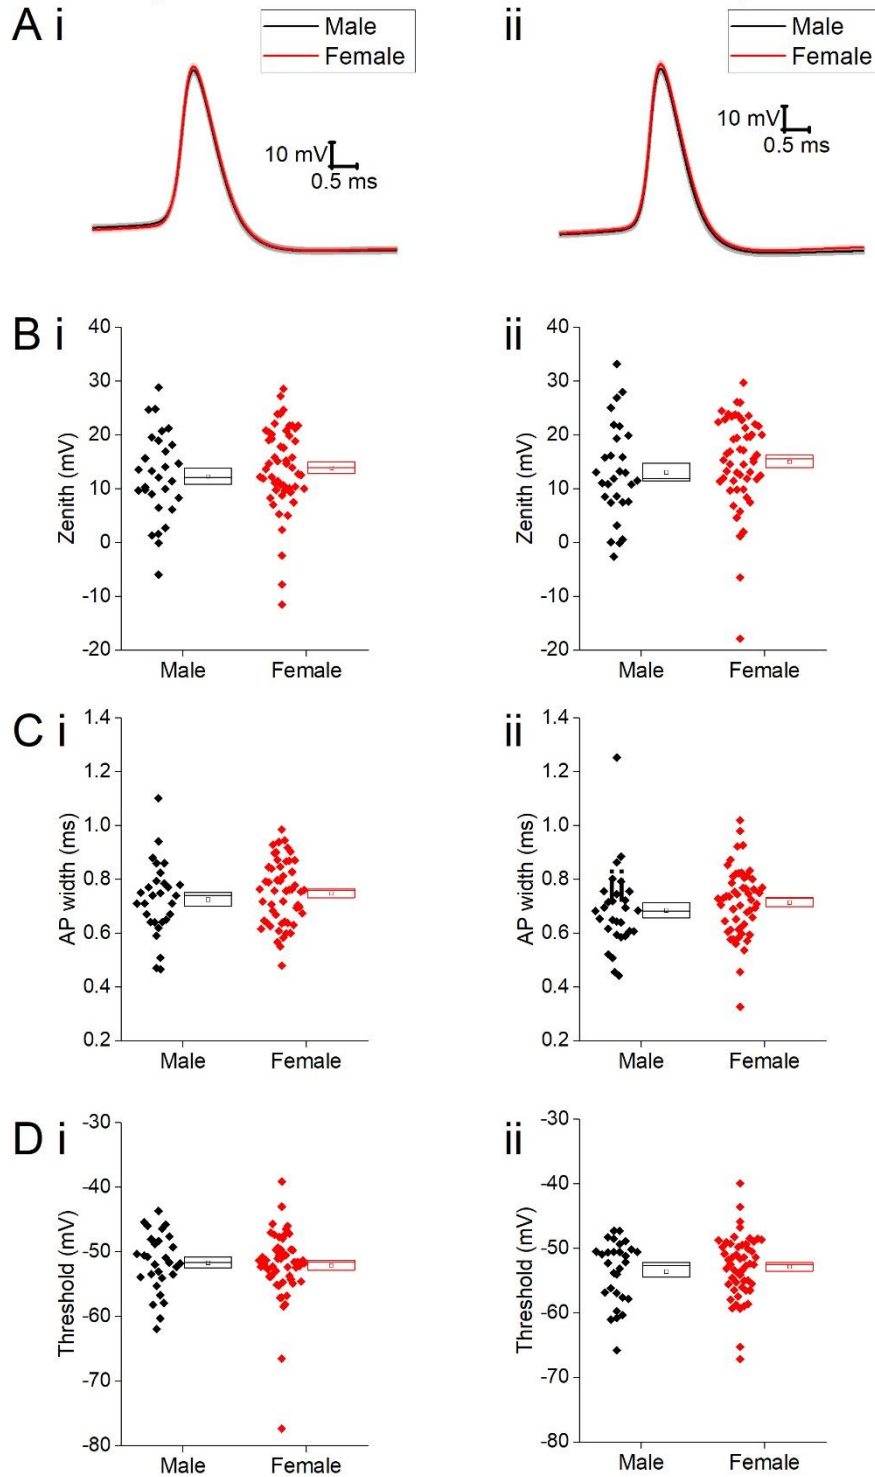 A i
Male
Female
10 mV
0.5 ms
ii
Male
Female
10 mV
0.5 ms
B i
Zenith (mV)
40
30
20
10
0
-10
-20
Male Female
ii
Zenith (mV)
40
30
20
10
0
-10
-20
Male Female
C i
AP width (ms)
1.4
1.2
1.0
0.8
0.6
0.4
0.2
Male Female
ii
AP width (ms)
1.4
1.2
1.0
0.8
0.6
0.4
0.2
Male Female
D i
Threshold (mV)
-30
-40
-50
-60
-70
-80
Male Female
ii
Threshold (mV)
-30
-40
-50
-60
-70
-80
Male Female